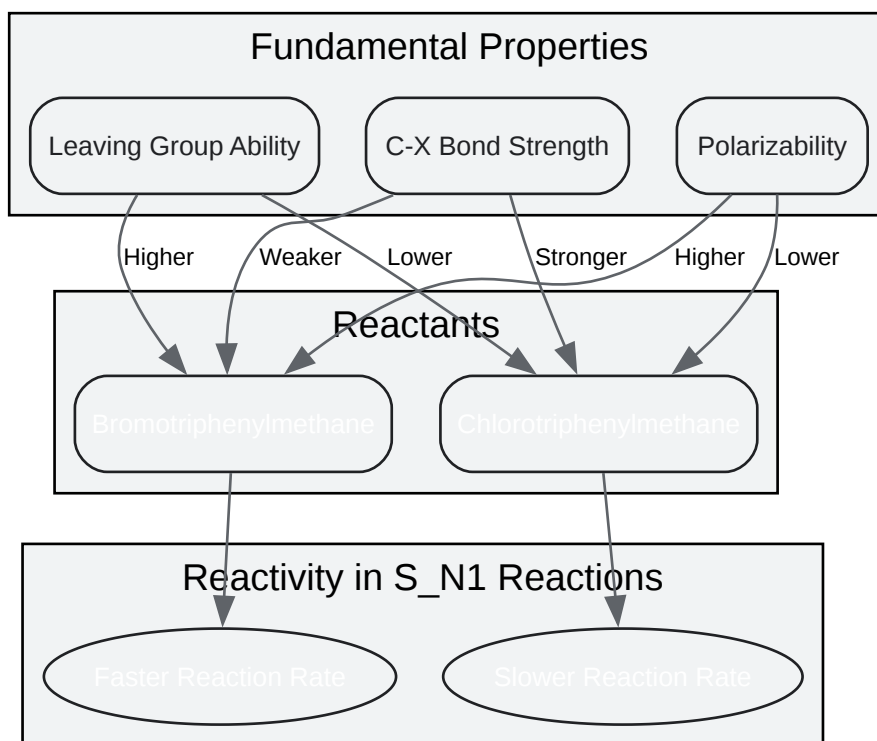 Fundamental Properties
Leaving Group Ability
C-X Bond Strength
Polarizability
Higher
Weaker
Lower
Stronger
Higher
Lower
Reactants
Bromotriphenylmethane
Chlorotriphenylmethane
Reactivity in S_N1 Reactions
Faster Reaction Rate
Slower Reaction Rate